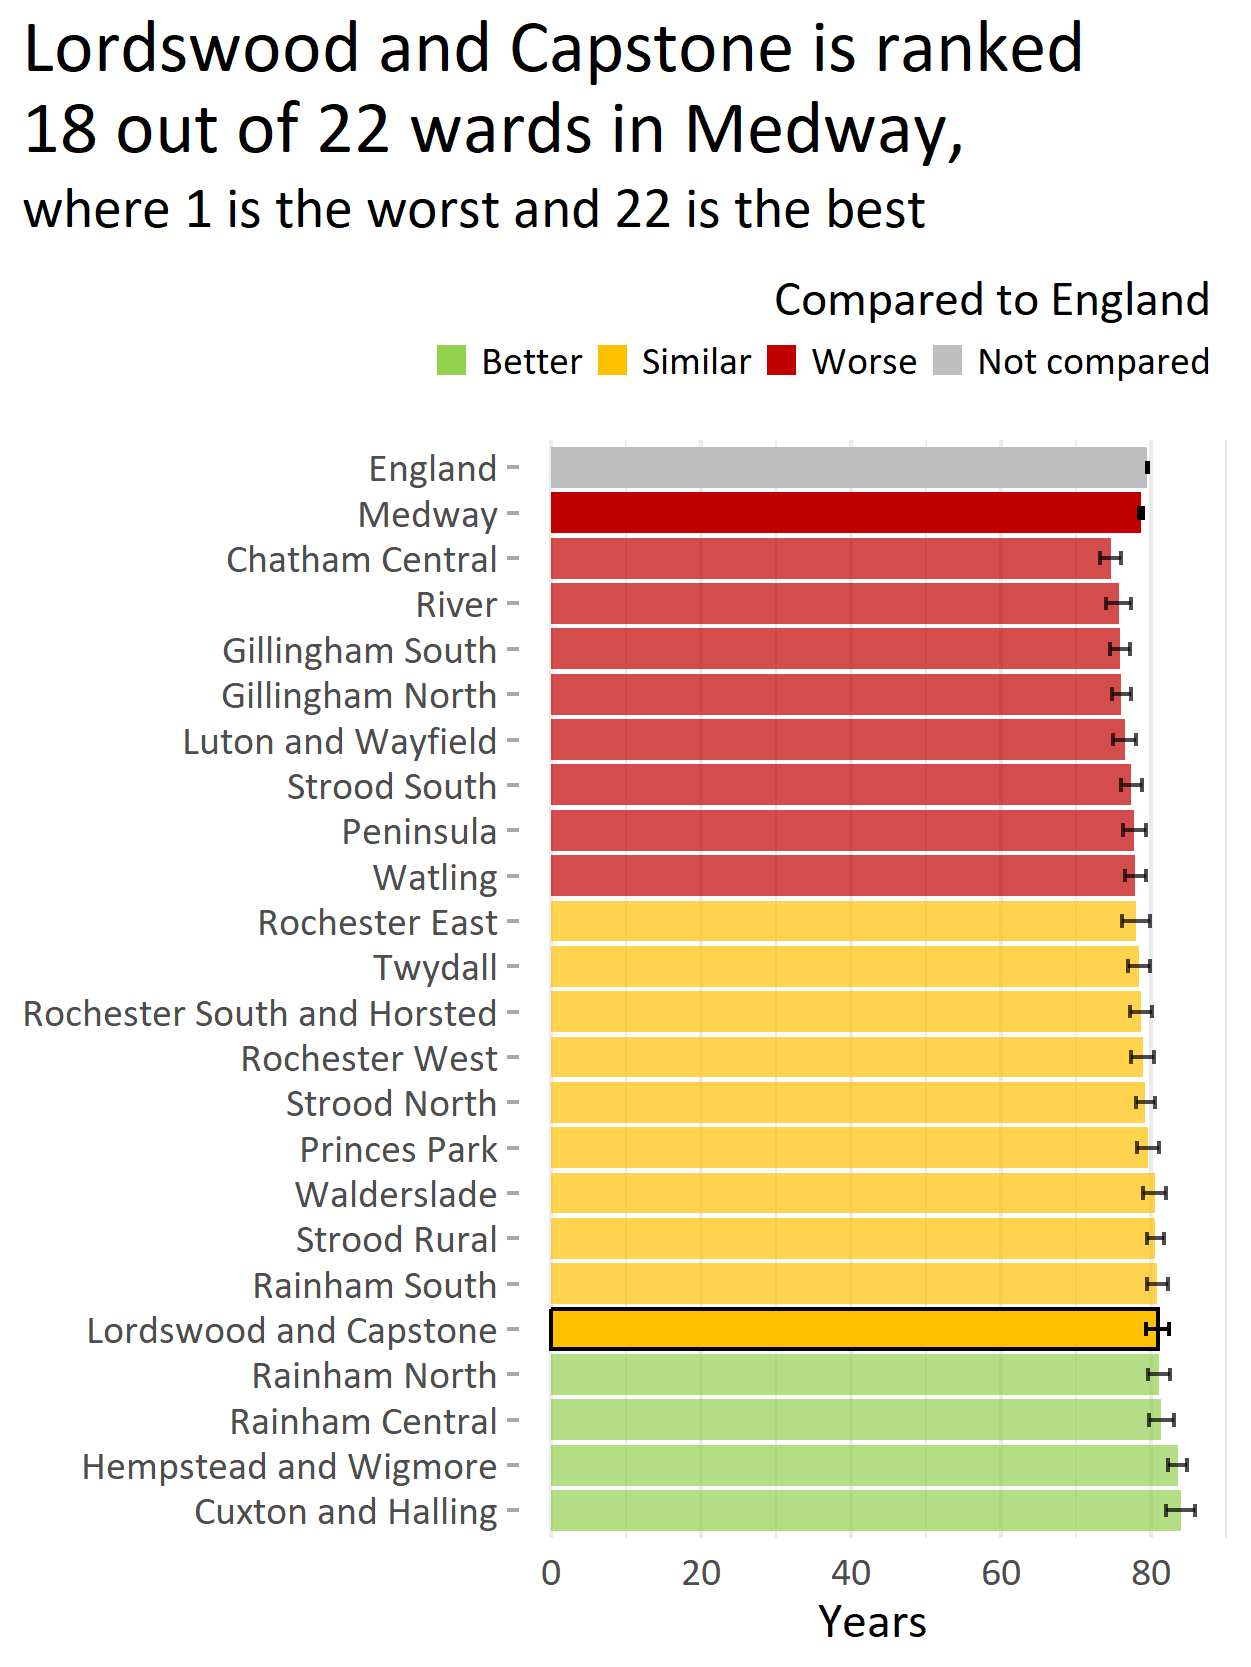 Lordswood and Capstone is ranked
18 out of 22 wards in Medway,
where 1 is the worst and 22 is the best
Compared to England
Better Similar Worse Not compared
England
Medway
Chatham Central
River
Gillingham South
Gillingham North
Luton and Wayfield
Strood South
Peninsula
Watling
Rochester East
Twydall
Rochester South and Horsted
Rochester West
Strood North
Princes Park
Walderslade
Strood Rural
Rainham South
Lordswood and Capstone
Rainham North
Rainham Central
Hempstead and Wigmore
Cuxton and Halling
0 20 40 60 80
Years